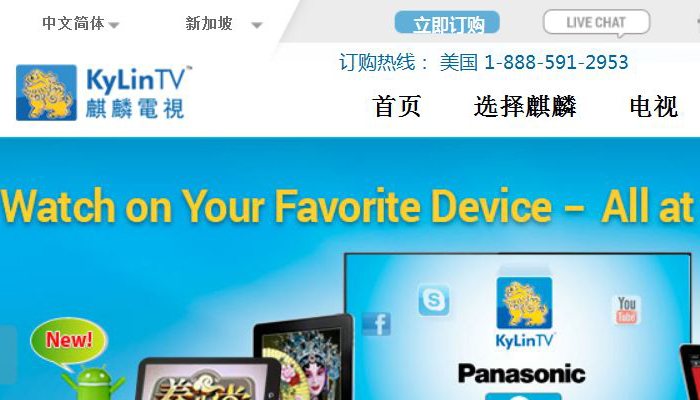 中文简体 新加坡 立即订购 LIVE CHAT
订购热线： 美国 1-888-591-2953
KyLinTV™
麒麟電視
首页 选择麒麟 电视
Watch on Your Favorite Device – All at
You
Tube
KyLinTV
New!
Panasonic